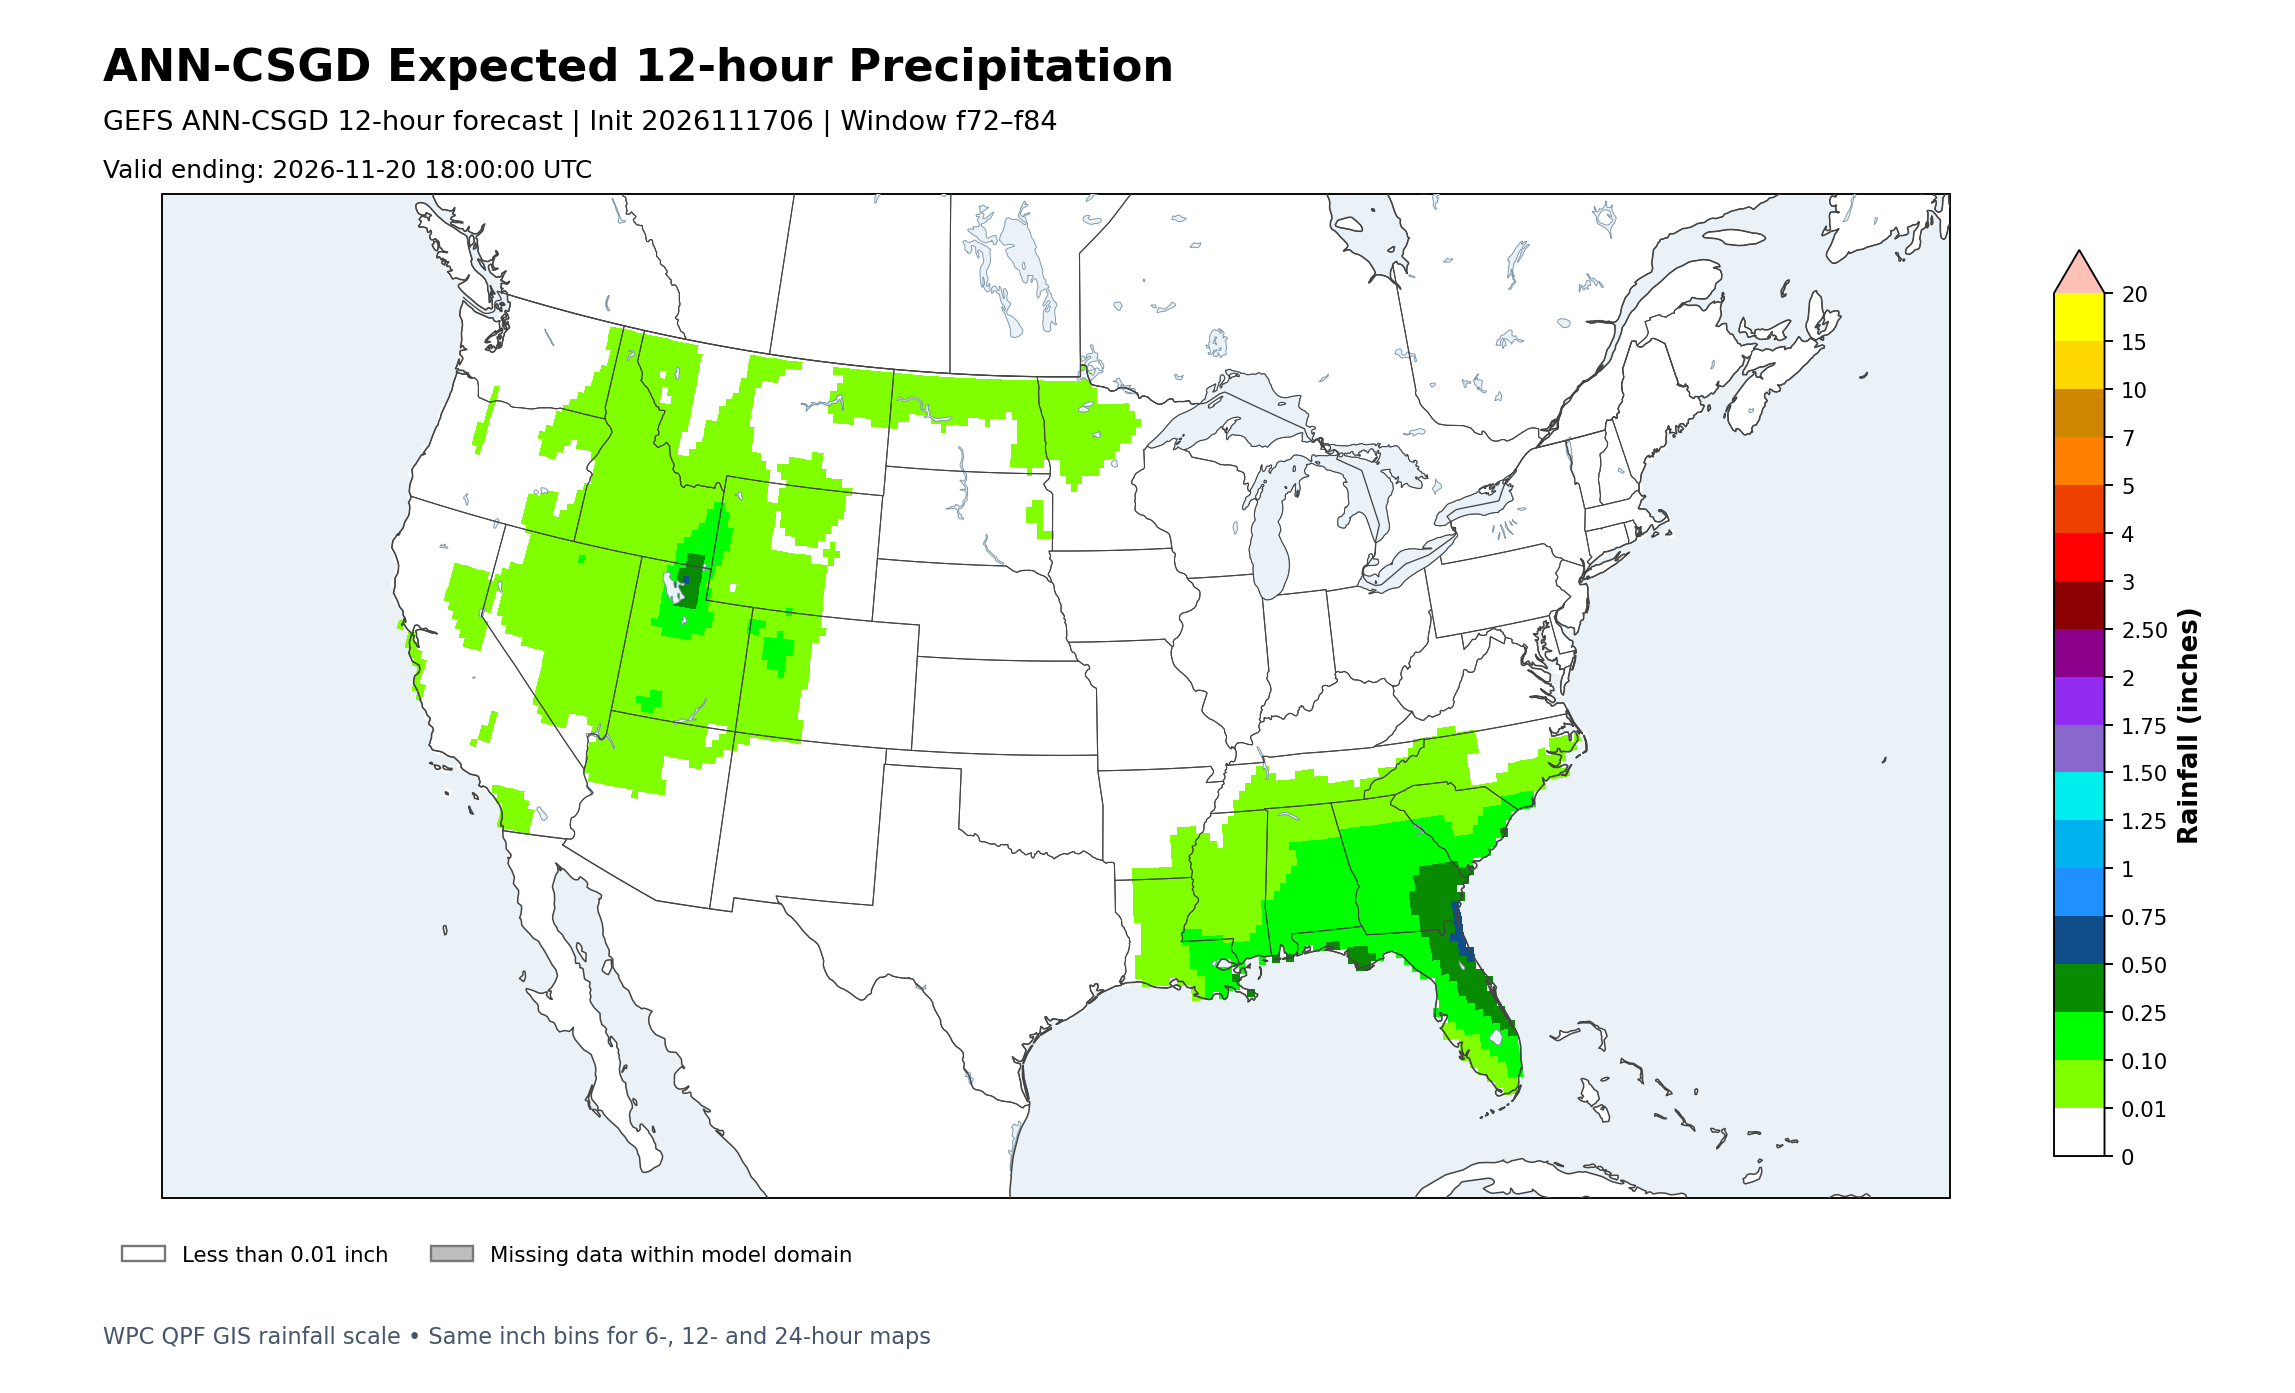 ANN-CSGD Expected 12-hour Precipitation
GEFS ANN-CSGD 12-hour forecast | Init 2026111706 | Window f72–f84
Valid ending: 2026-11-20 18:00:00 UTC
20
15
10
7
5
4
3
2.50
2
1.75
1.50
1.25
1
0.75
0.50
0.25
0.10
0.01
0
Rainfall (inches)
Less than 0.01 inch
Missing data within model domain
WPC QPF GIS rainfall scale • Same inch bins for 6-, 12- and 24-hour maps